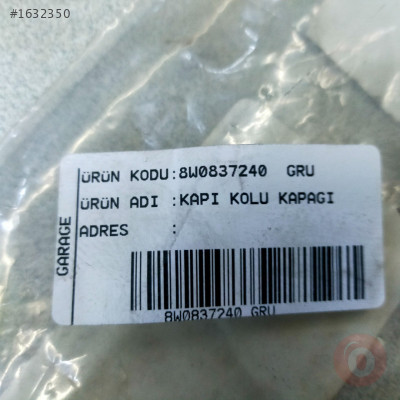 #1632350
GARAGE
ÜRÜN KODU:8W0837240 GRU
ÜRÜN ADI :KAPI KOLU KAPAGI
ADRES :
8W0837240 GRU